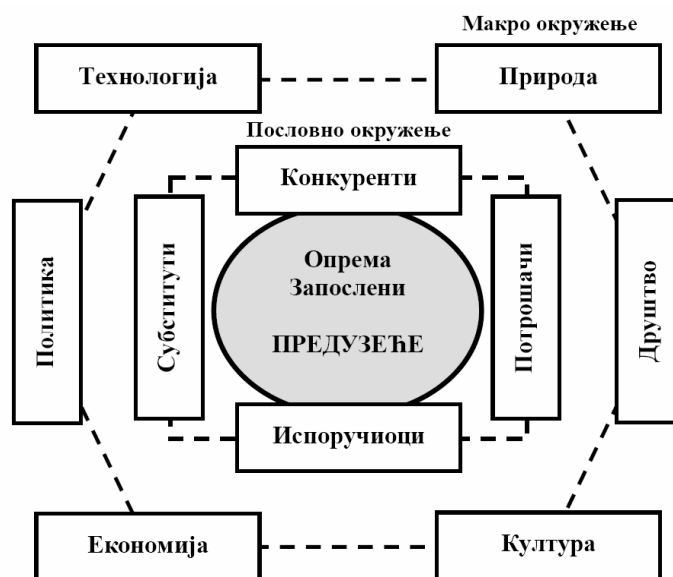 Макро окружење
Технологија
Природа
Пословно окружење
Конкуренти
Политика
Субститути
Опрема
Запослени
ПРЕДУЗЕЋЕ
Потрошачи
Друштво
Испоручиоци
Економија
Култура